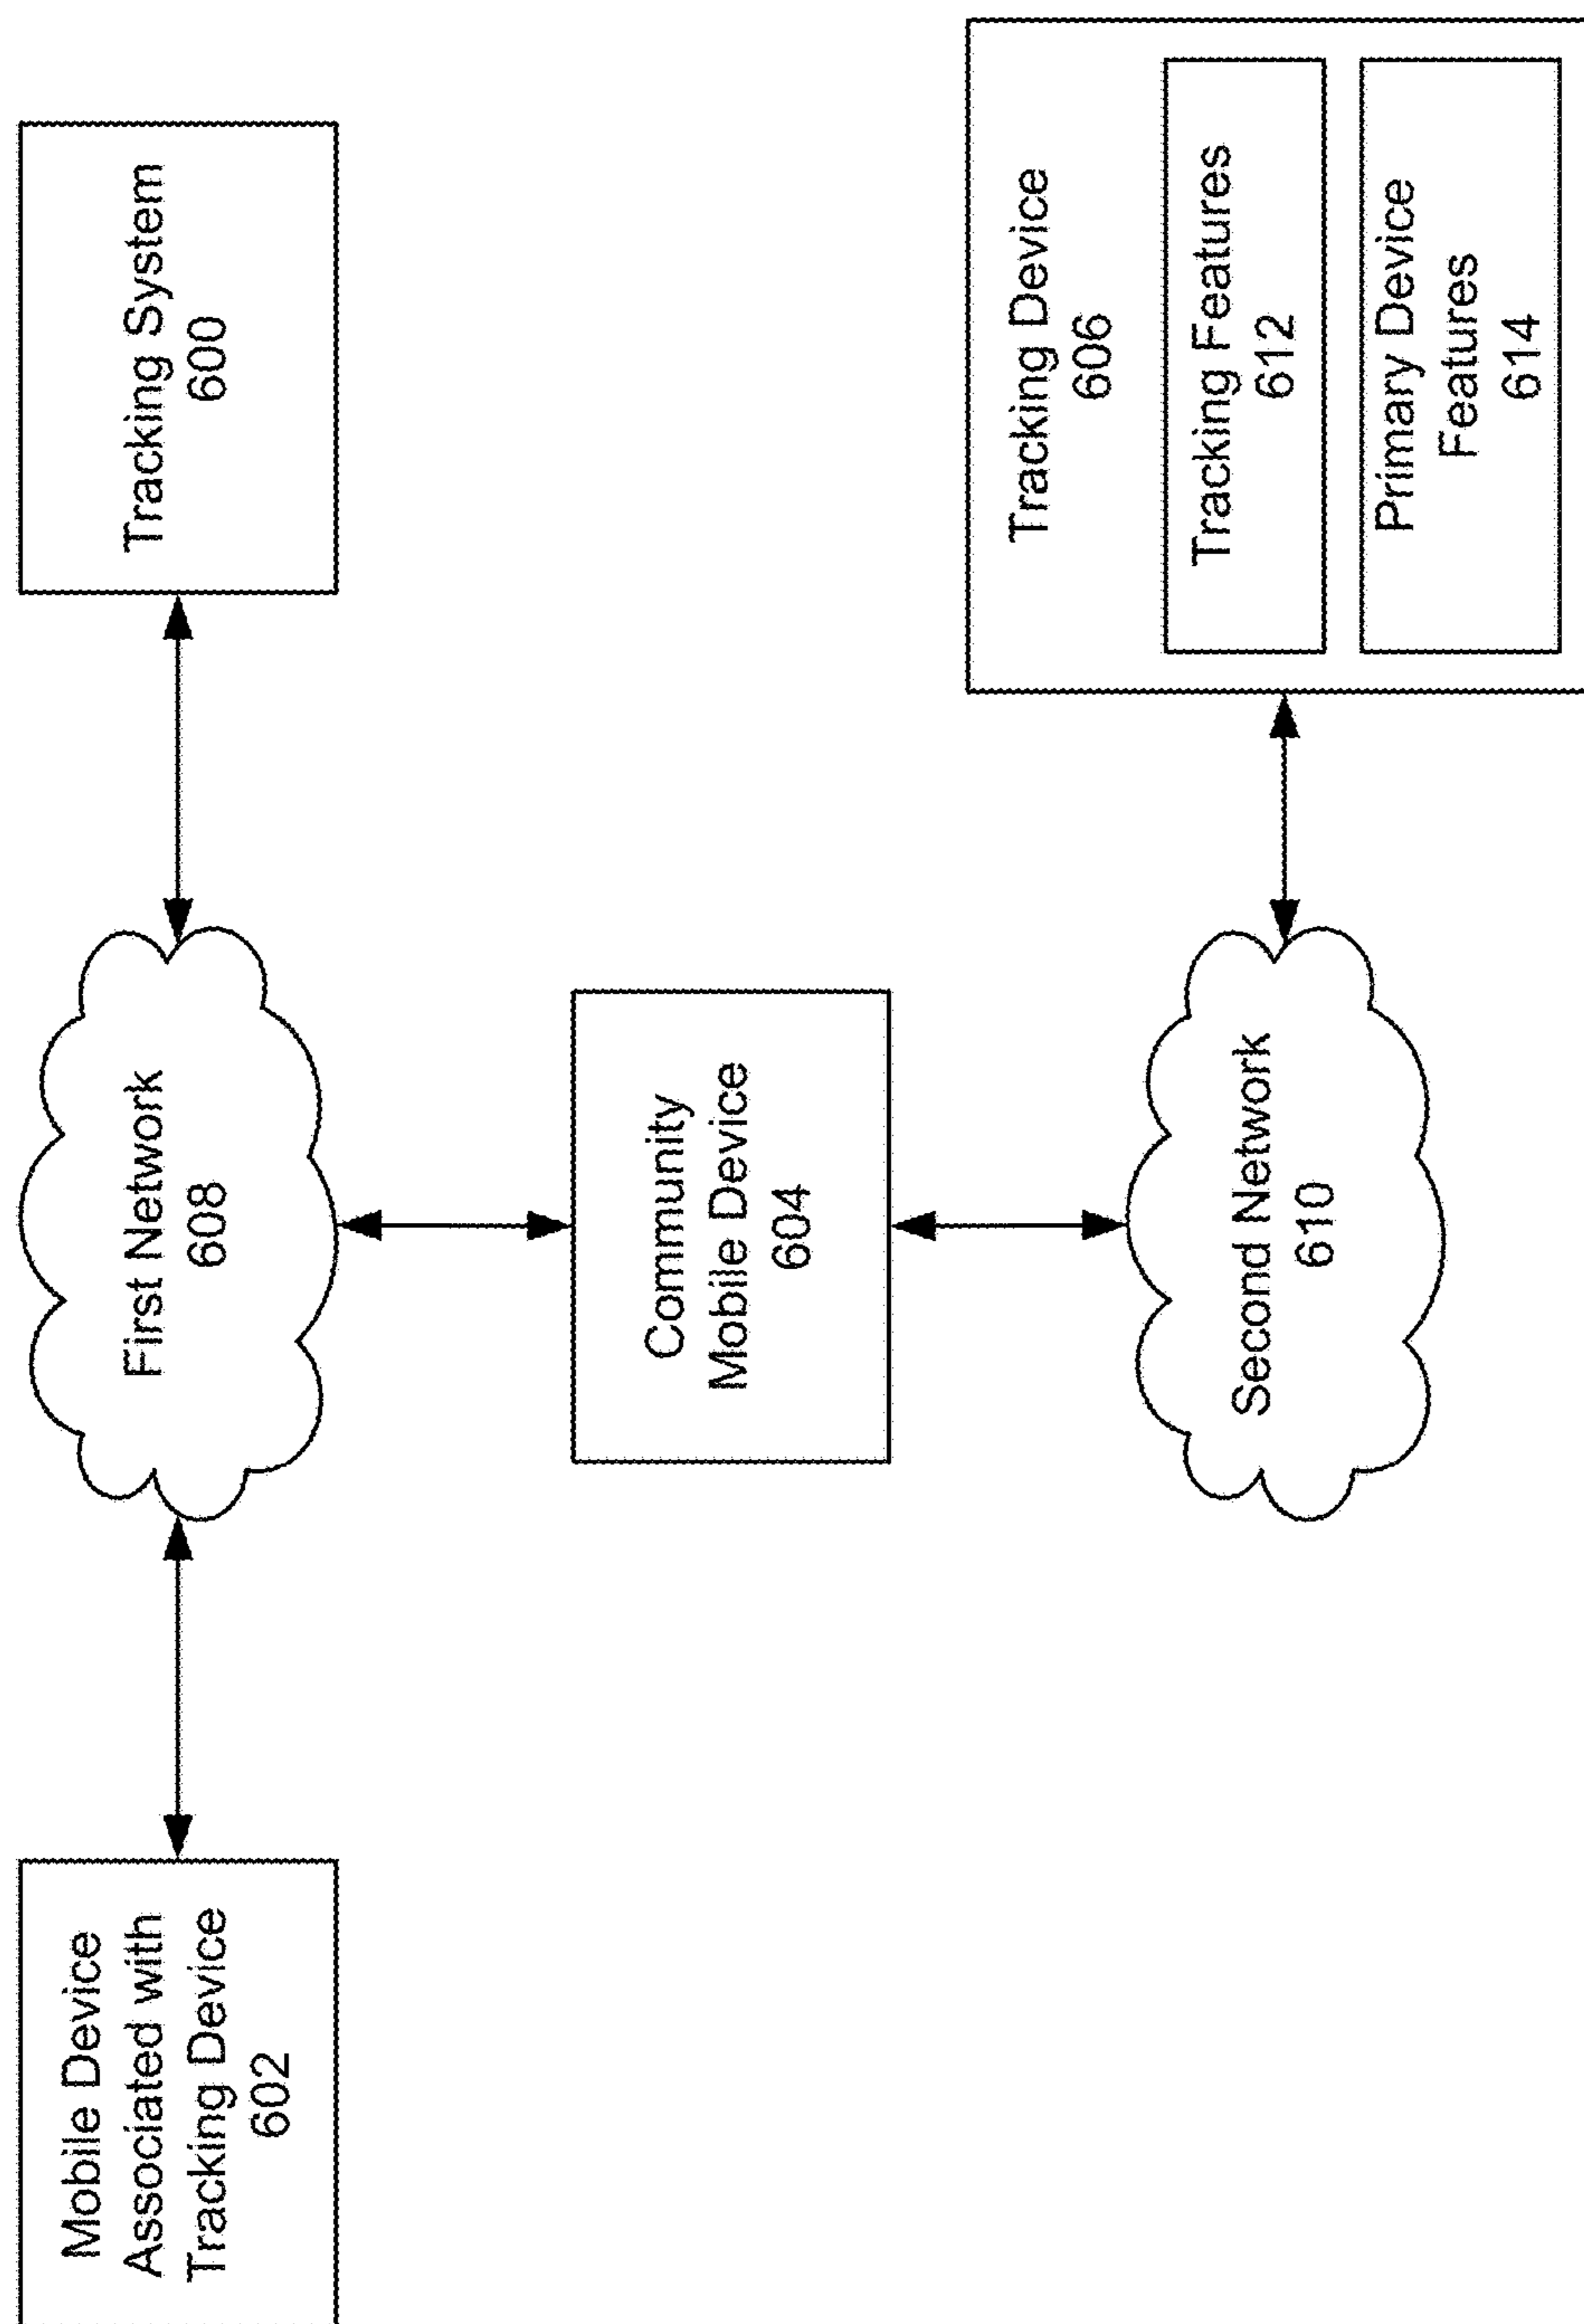 Mobile Device
Associated with
Tracking Device
602
First Network
608
Tracking System
600
Community
Mobile Device
604
Second Network
610
Tracking Device
606
Tracking Features
612
Primary Device
Features
614